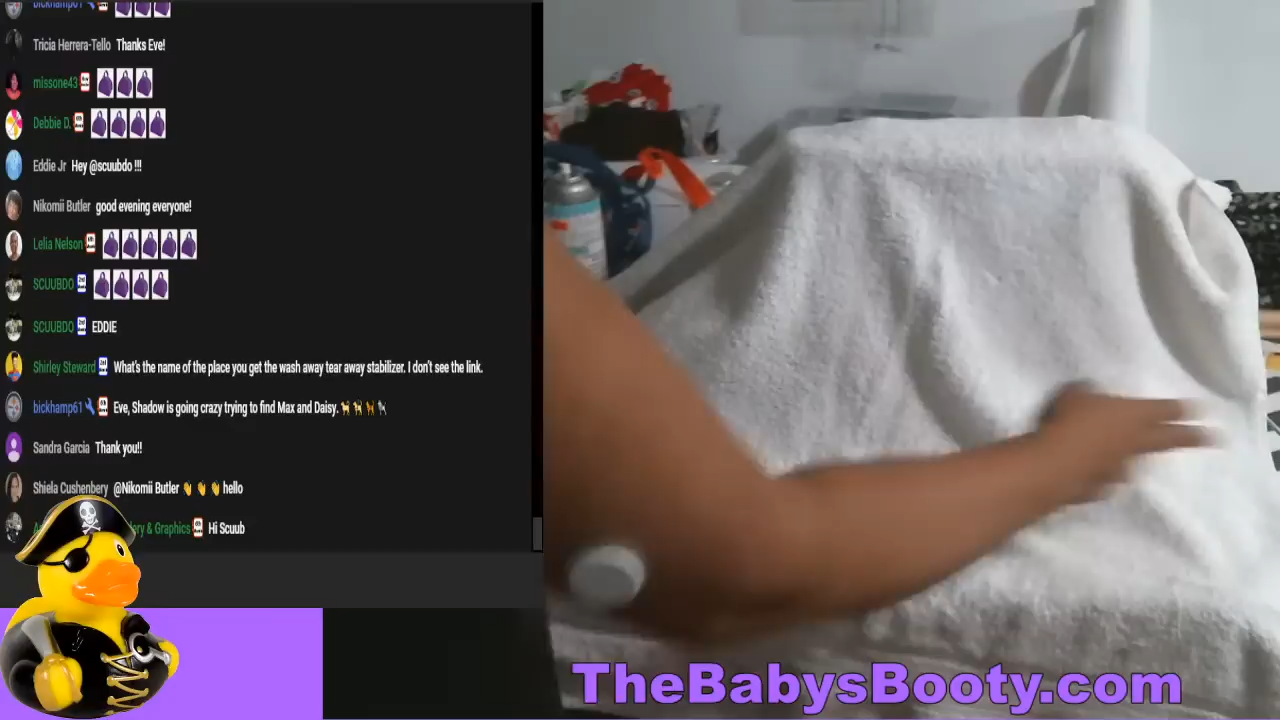 bickhamp61
Tricia Herrera-Tello Thanks Eve!
missone43
Debbie D.
Eddie Jr Hey @scuubdo !!!
Nikomii Butler good evening everyone!
Lelia Nelson
SCUUBDO
SCUUBDO EDDIE
Shirley Steward What's the name of the place you get the wash away tear away stabilizer. I don't see the link.
bickhamp61 Eve, Shadow is going crazy trying to find Max and Daisy.
Sandra Garcia Thank you!!
Shiela Cushenbery @Nikomii Butler hello
& Graphics Hi Scuub
TheBabysBooty.com